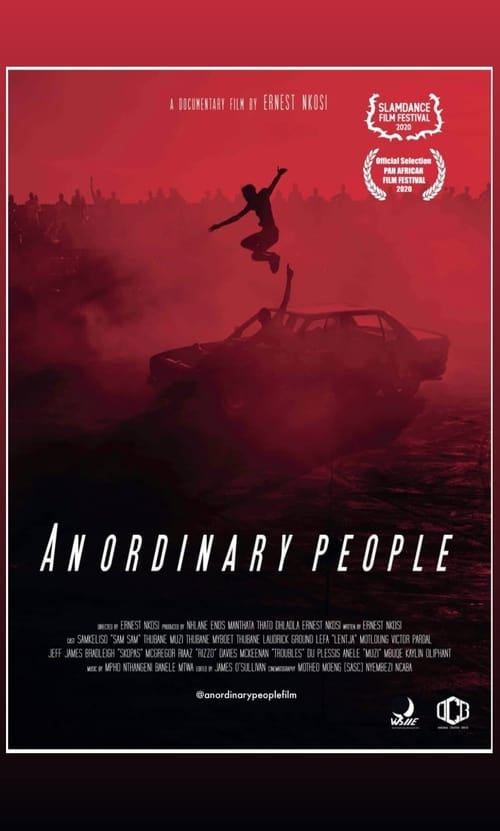 A DOCUMENTARY FILM BY ERNEST NKOSI
SLAMDANCE
FILM FESTIVAL
2020
Official Selection
PAN AFRICAN
FILM FESTIVAL
2020
AN ORDINARY PEOPLE
DIRECTED BY ERNEST NKOSI PRODUCED BY NHLANE ENOS MANTHATA THATO DHLADLA ERNEST NKOSI WRITTEN BY ERNEST NKOSI
CAST SAMKELISO "SAM SAM" THUBANE MUZI THUBANE MYBOET THUBANE LAUDRICK GROUND LEFA "LENTJA" MOTLOUNG VICTOR PARDAL
JEFF JAMES BRADLEIGH "SKOPAS" MCGREGOR RIAAZ "RIZZO" DAVIES MCKEENAN "TROUBLES" DU PLESSIS ANELE "MUZI" MBUQE KAYLIN OLIPHANT
MUSIC BY MPHO NTHANGENI BANELE MTWA EDITED BY JAMES O'SULLIVAN CINEMATOGRAPHY MOTHEO MOENG (SASC) NYEMBEZI NCABA
@anordinarypeoplefilm